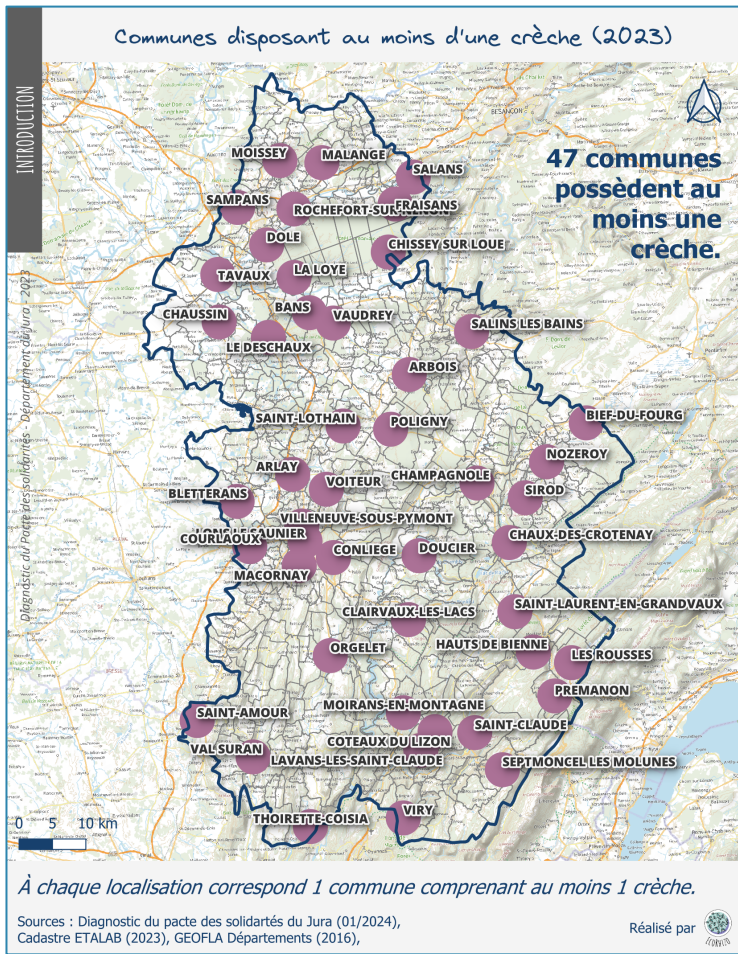 Communes disposant au moins d'une crèche (2023)
INTRODUCTION
BESANÇON
47 communes
possèdent au
moins une
crèche.
MOISSEY
MALANGE
SALANS
SAMPANS
ROCHEFORT-SUR-NENON
FRAISANS
DOLE
CHISSEY SUR LOUE
TAVAUX
LA LOYE
CHAUSSIN
BANS
VAUDREY
SALINS LES BAINS
LE DESCHAUX
ARBOIS
SAINT-LOTHAIN
POLIGNY
BIEF-DU-FOURG
ARLAY
VOITEUR
CHAMPAGNOLE
NOZEROY
BLETTERANS
SIROD
VILLENEUVE-SOUS-PYMONT
COURLAOUX
CHAUX-DES-CROTENAY
CONLIEGE
DOUCIER
MACORNAY
CLAIRVAUX-LES-LACS
SAINT-LAURENT-EN-GRANDVAUX
ORGELET
HAUTS DE BIENNE
LES ROUSSES
PREMANON
SAINT-AMOUR
MOIRANS-EN-MONTAGNE
SAINT-CLAUDE
VAL SURAN
COTEAUX DU LIZON
LAVANS-LES-SAINT-CLAUDE
SEPTMONCEL LES MOLUNES
THOIRETTE-COISIA
VIRY
Diagnostic du Pacte des solidarités - Département du Jura - 2023
0 5 10 km
À chaque localisation correspond 1 commune comprenant au moins 1 crèche.
Sources : Diagnostic du pacte des solidartés du Jura (01/2024),
Cadastre ETALAB (2023), GEOFLA Départements (2016),
Réalisé par